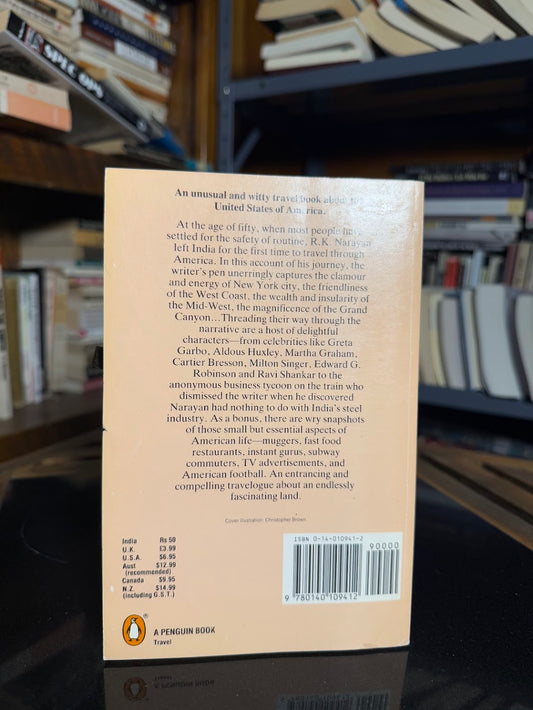 SPEC OPS
An unusual and witty travel book about the
United States of America.
At the age of fifty, when most people have
settled for the safety of routine, R.K. Narayan
left India for the first time to travel through
America. In this account of his journey, the
writer's pen unerringly captures the clamour
and energy of New York city, the friendliness
of the West Coast, the wealth and insularity of
the Mid-West, the magnificence of the Grand
Canyon...Threading their way through the
narrative are a host of delightful
characters—from celebrities like Greta
Garbo, Aldous Huxley, Martha Graham,
Cartier Bresson, Milton Singer, Edward G.
Robinson and Ravi Shankar to the
anonymous business tycoon on the train who
dismissed the writer when he discovered
Narayan had nothing to do with India's steel
industry. As a bonus, there are wry snapshots
of those small but essential aspects of
American life—muggers, fast food
restaurants, instant gurus, subway
commuters, TV advertisements, and
American football. An entrancing and
compelling travelogue about an endlessly
fascinating land.
Cover illustration: Christopher Brown
India Rs 50
U.K. £3.99
U.S.A. $6.95
Aust $12.99
(recommended)
Canada $9.95
N.Z. $14.99
(including G.S.T.)
ISBN 0-14-010941-2
90000
9 780140 109412
A PENGUIN BOOK
Travel